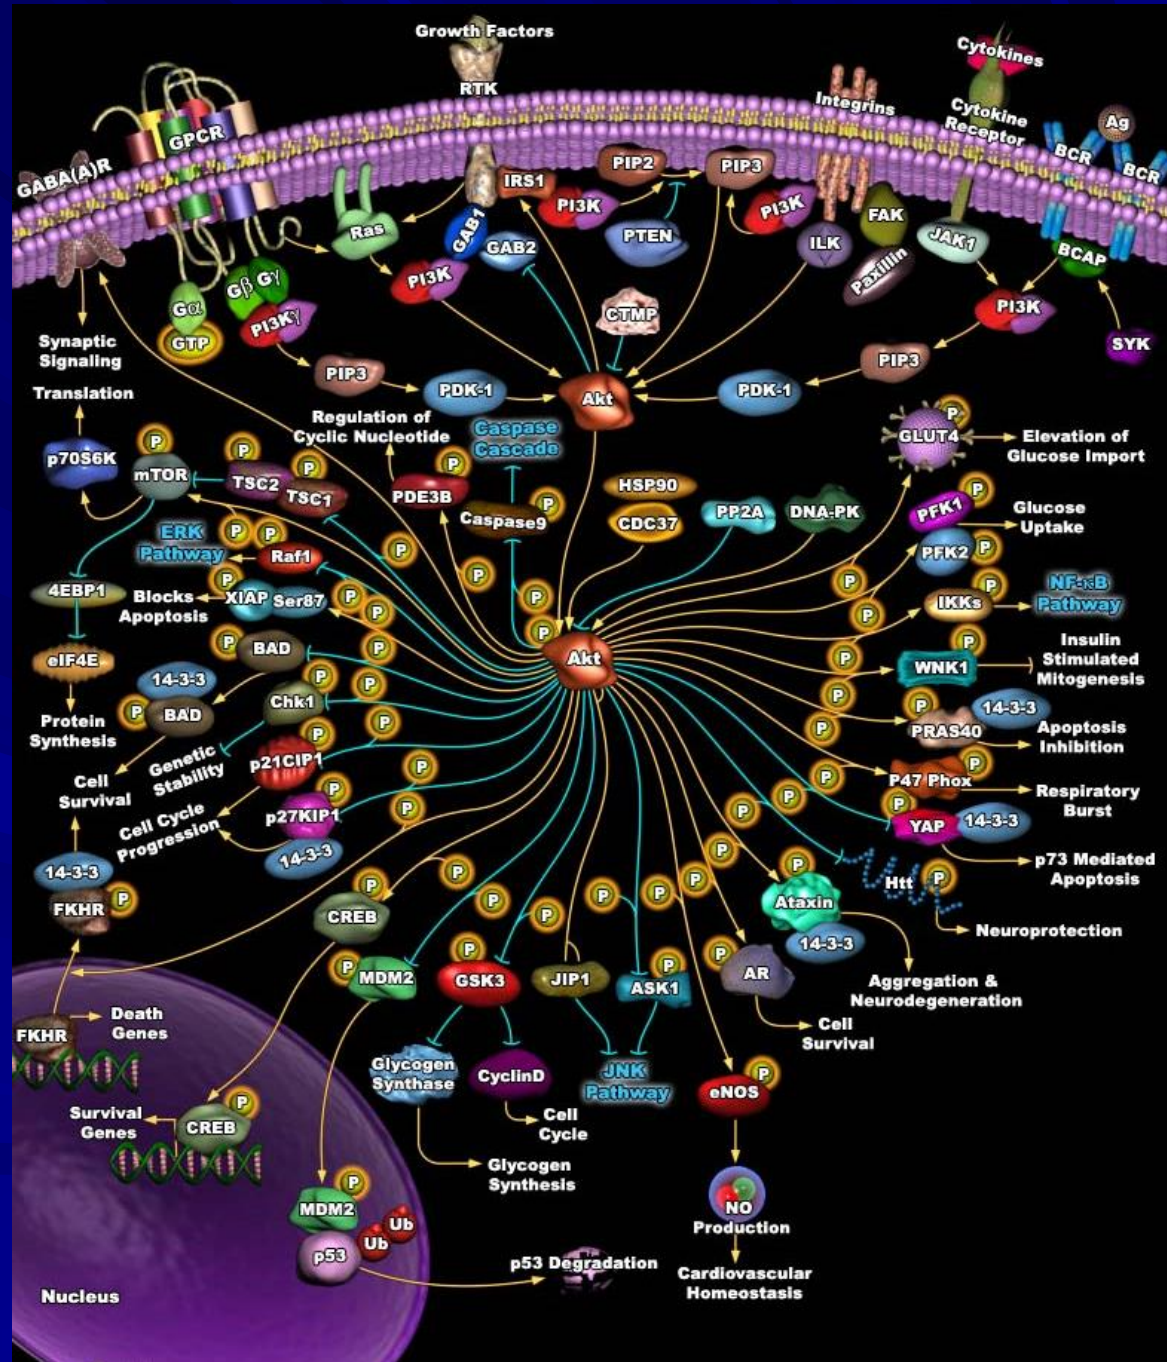 Growth Factors
RTK
Cytokines
Integrins
Cytokine
Receptor
Ag
BCR
BCR
GPCR
GABA(A)R
PIP2
PIP3
IRS1
PI3K
PI3K
GAB1
GAB2
PTEN
Ras
PI3K
ILK
FAK
Paxillin
JAK1
BCAP
Gα
GTP
Gβ Gγ
PI3Kγ
CTMP
PI3K
SYK
Synaptic
Signaling
PIP3
PDK-1
Akt
PDK-1
PIP3
Translation
Regulation of
Cyclic Nucleotide
Caspase
Cascade
P
GLUT4
Elevation of
Glucose Import
p70S6K
P
mTOR
P
TSC2
P
TSC1
P
PDE3B
P
Caspase9
HSP90
CDC37
PP2A
DNA-PK
P
PFK1
Glucose
Uptake
PFK2
P
ERK
Pathway
P
P
Raf1
P
P
P
P
P
4EBP1
Blocks
Apoptosis
P
XIAP
Ser87
P
P
P
P
IKKs
NF-κB
Pathway
P
eIF4E
P
BAD
P
Akt
P
P
WNK1
Insulin
Stimulated
Mitogenesis
14-3-3
P
BAD
P
Chk1
P
P
P
PRAS40
14-3-3
Apoptosis
Inhibition
Protein
Synthesis
Genetic
Stability
P
p21CIP1
P
P
P
P47 Phox
P
Respiratory
Burst
Cell
Survival
Cell Cycle
Progression
P
p27KIP1
P
P
14-3-3
P
P
P
P
YAP
14-3-3
p73 Mediated
Apoptosis
14-3-3
FKHR
P
P
P
CREB
P
P
P
P
P
P
P
P
P
Ataxin
14-3-3
Htt
P
Neuroprotection
P
MDM2
P
GSK3
JIP1
P
ASK1
P
AR
Aggregation &
Neurodegeneration
Cell
Survival
FKHR
Death
Genes
Glycogen
Synthase
CyclinD
JNK
Pathway
P
eNOS
Survival
Genes
P
CREB
Cell
Cycle
Glycogen
Synthesis
P
MDM2
p53
Ub
Ub
p53 Degradation
NO
Production
Cardiovascular
Homeostasis
Nucleus